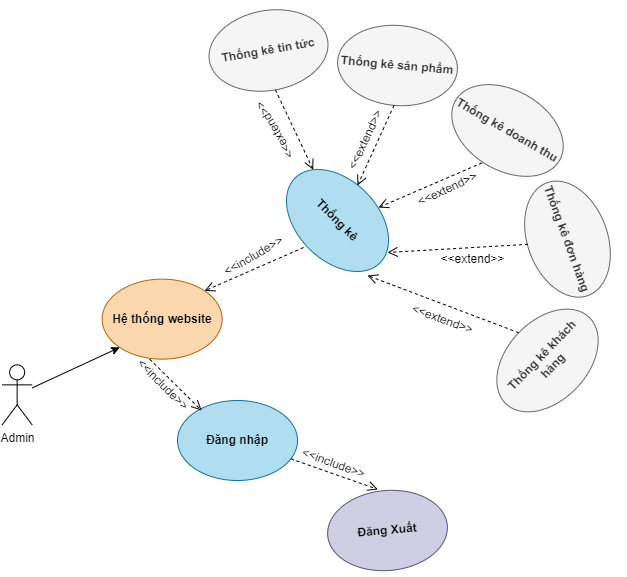 Thống kê tin tức
Thống kê sản phẩm
Thống kê doanh thu
<<extend>>
<<extend>>
<<extend>>
Thống kê
Thống kê đơn hàng
<<include>>
<<extend>>
Hệ thống website
<<extend>>
Thống kê khách
hàng
<<include>>
Admin
Đăng nhập
<<include>>
Đăng Xuất